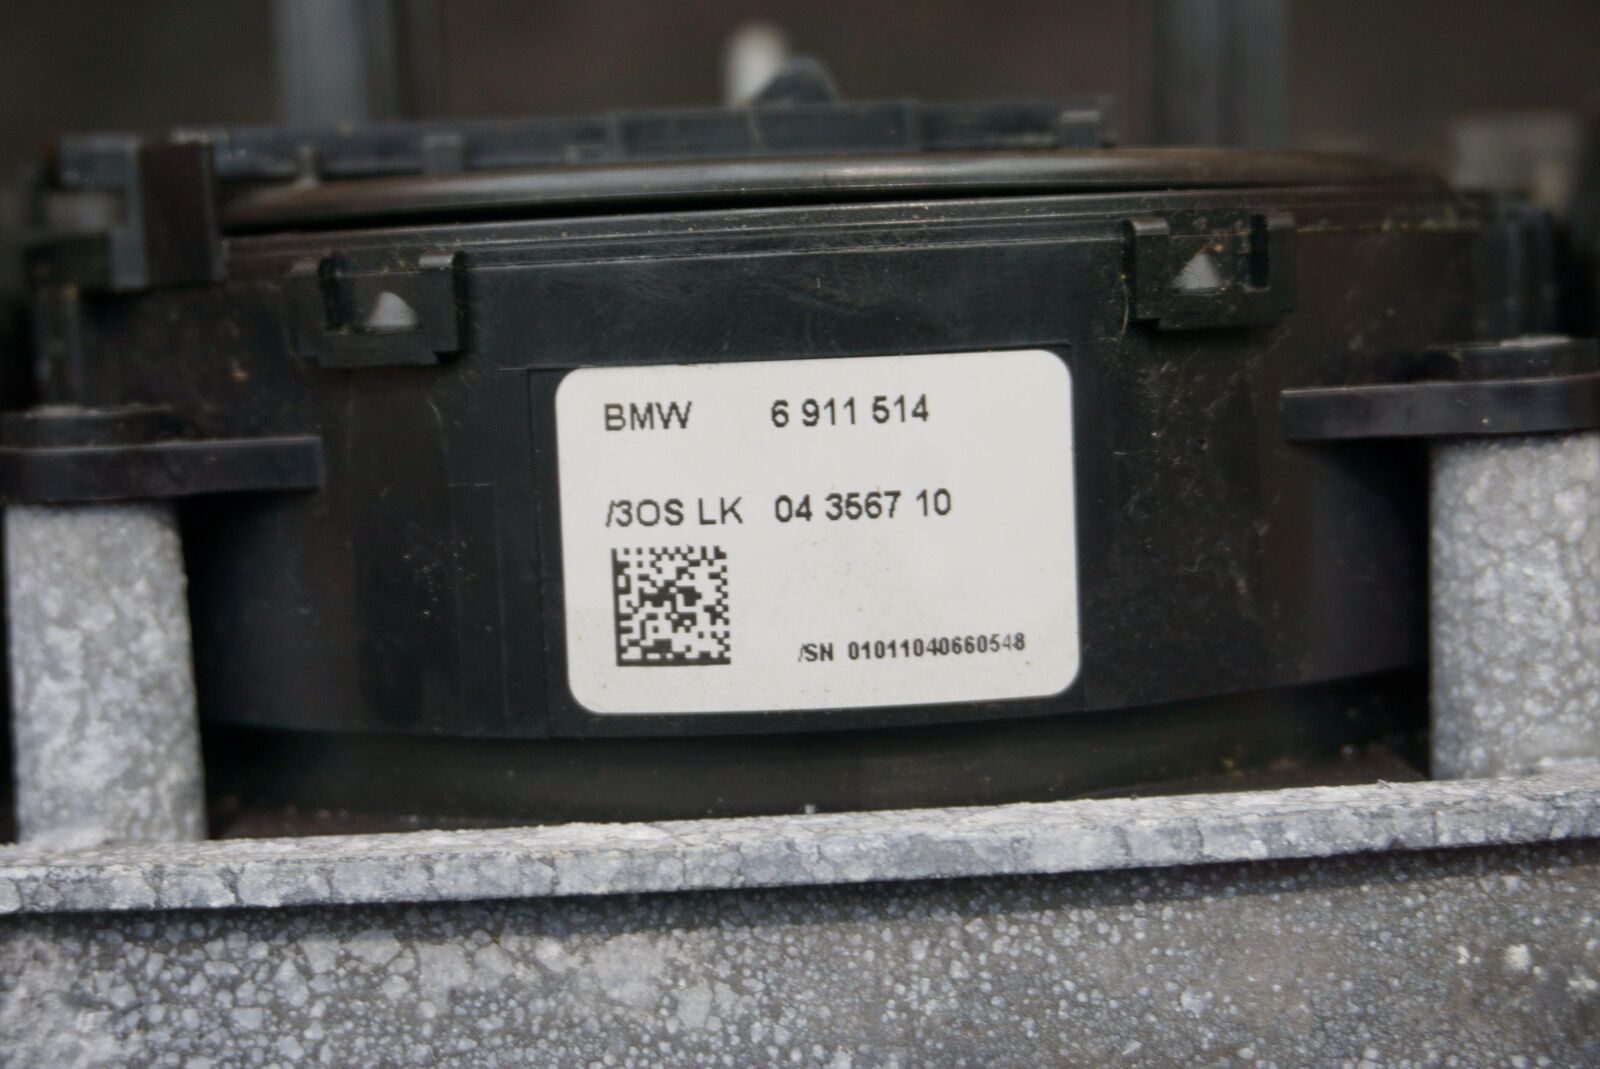 BMW 6 911 514
/3OS LK 04 3567 10
/SN 01011040660548